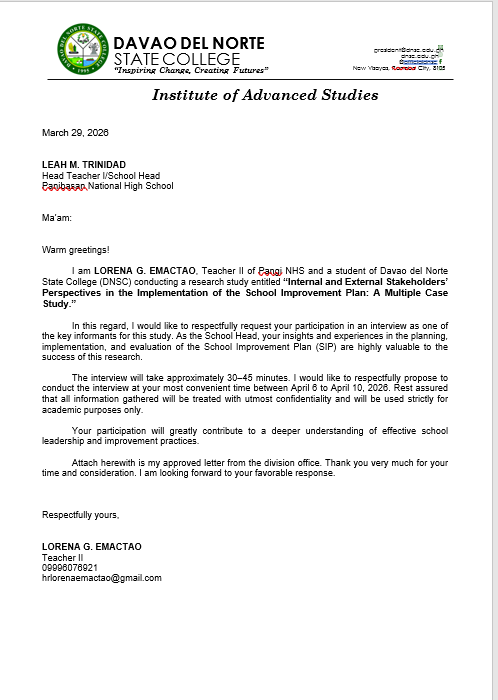 DAVAO DEL NORTE
STATE COLLEGE
"Inspiring Change, Creating Futures"
president@dnsc.edu.ph
dnsc.edu.ph
New Visayas, City, 8105
Institute of Advanced Studies
March 29, 2026
LEAH M. TRINIDAD
Head Teacher I/School Head
Panibasan National High School
Ma'am:
Warm greetings!
I am LORENA G. EMACTAO, Teacher II of Pangi NHS and a student of Davao del Norte
State College (DNSC) conducting a research study entitled "Internal and External Stakeholders'
Perspectives in the Implementation of the School Improvement Plan: A Multiple Case
Study."
In this regard, I would like to respectfully request your participation in an interview as one of
the key informants for this study. As the School Head, your insights and experiences in the planning,
implementation, and evaluation of the School Improvement Plan (SIP) are highly valuable to the
success of this research.
The interview will take approximately 30–45 minutes. I would like to respectfully propose to
conduct the interview at your most convenient time between April 6 to April 10, 2026. Rest assured
that all information gathered will be treated with utmost confidentiality and will be used strictly for
academic purposes only.
Your participation will greatly contribute to a deeper understanding of effective school
leadership and improvement practices.
Attach herewith is my approved letter from the division office. Thank you very much for your
time and consideration. I am looking forward to your favorable response.
Respectfully yours,
LORENA G. EMACTAO
Teacher II
09996076921
hrlorenaemactao@gmail.com